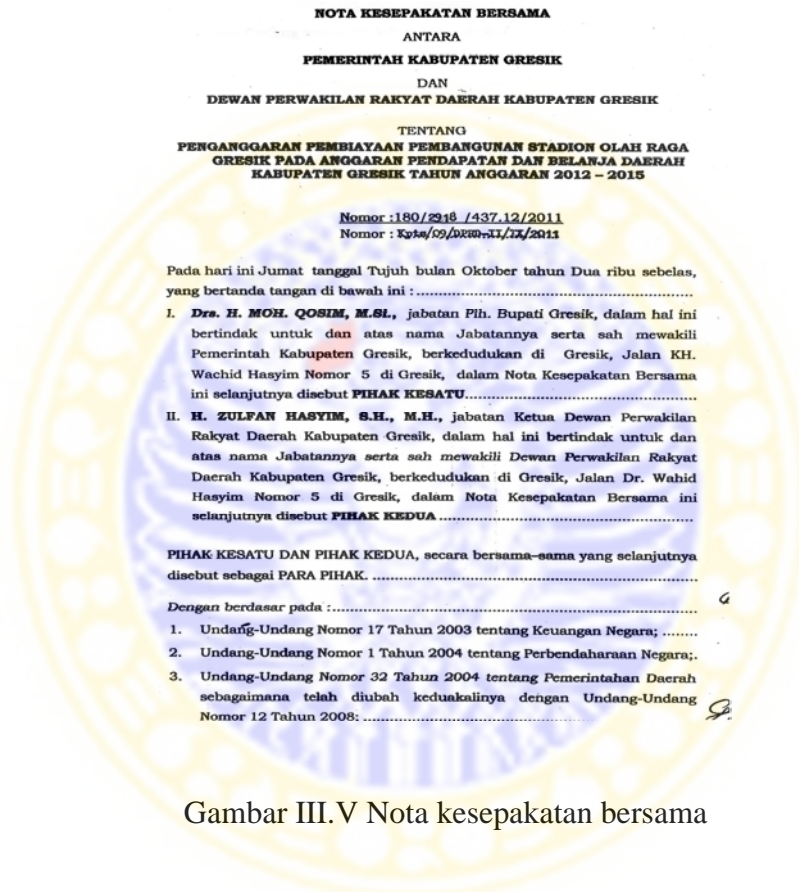 NOTA KESEPAKATAN BERSAMA
ANTARA
PEMERINTAH KABUPATEN GRESIK
DAN
DEWAN PERWAKILAN RAKYAT DAERAH KABUPATEN GRESIK
TENTANG
PENGANGGARAN PEMBIAYAAN PEMBANGUNAN STADION OLAH RAGA
GRESIK PADA ANGGARAN PENDAPATAN DAN BELANJA DAERAH
KABUPATEN GRESIK TAHUN ANGGARAN 2012 – 2015
Nomor :180/2918 /437.12/2011
Nomor : Kpts/09/DPRD-II/IX/2011
Pada hari ini Jumat tanggal Tujuh bulan Oktober tahun Dua ribu sebelas,
yang bertanda tangan di bawah ini : ........................................................
I. Drs. H. MOH. QOSIM, M.SI., jabatan Plh. Bupati Gresik, dalam hal ini
bertindak untuk dan atas nama Jabatannya serta sah mewakili
Pemerintah Kabupaten Gresik, berkedudukan di Gresik, Jalan KH.
Wachid Hasyim Nomor 5 di Gresik, dalam Nota Kesepakatan Bersama
ini selanjutnya disebut PIHAK KESATU...............................................
II. H. ZULFAN HASYIM, S.H., M.H., jabatan Ketua Dewan Perwakilan
Rakyat Daerah Kabupaten Gresik, dalam hal ini bertindak untuk dan
atas nama Jabatannya serta sah mewakili Dewan Perwakilan Rakyat
Daerah Kabupaten Gresik, berkedudukan di Gresik, Jalan Dr. Wahid
Hasyim Nomor 5 di Gresik, dalam Nota Kesepakatan Bersama ini
selanjutnya disebut PIHAK KEDUA ...................................................
PIHAK KESATU DAN PIHAK KEDUA, secara bersama–sama yang selanjutnya
disebut sebagai PARA PIHAK. .................................................................
Dengan berdasar pada :.........................................................................
1. Undang-Undang Nomor 17 Tahun 2003 tentang Keuangan Negara; ........
2. Undang-Undang Nomor 1 Tahun 2004 tentang Perbendaharaan Negara;.
3. Undang-Undang Nomor 32 Tahun 2004 tentang Pemerintahan Daerah
sebagaimana telah diubah keduakalinya dengan Undang-Undang
Nomor 12 Tahun 2008: ..............................................
Gambar III.V Nota kesepakatan bersama